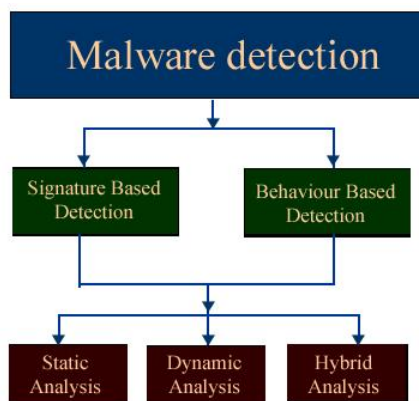 Malware detection
Signature Based
Detection
Behaviour Based
Detection
Static
Analysis
Dynamic
Analysis
Hybrid
Analysis